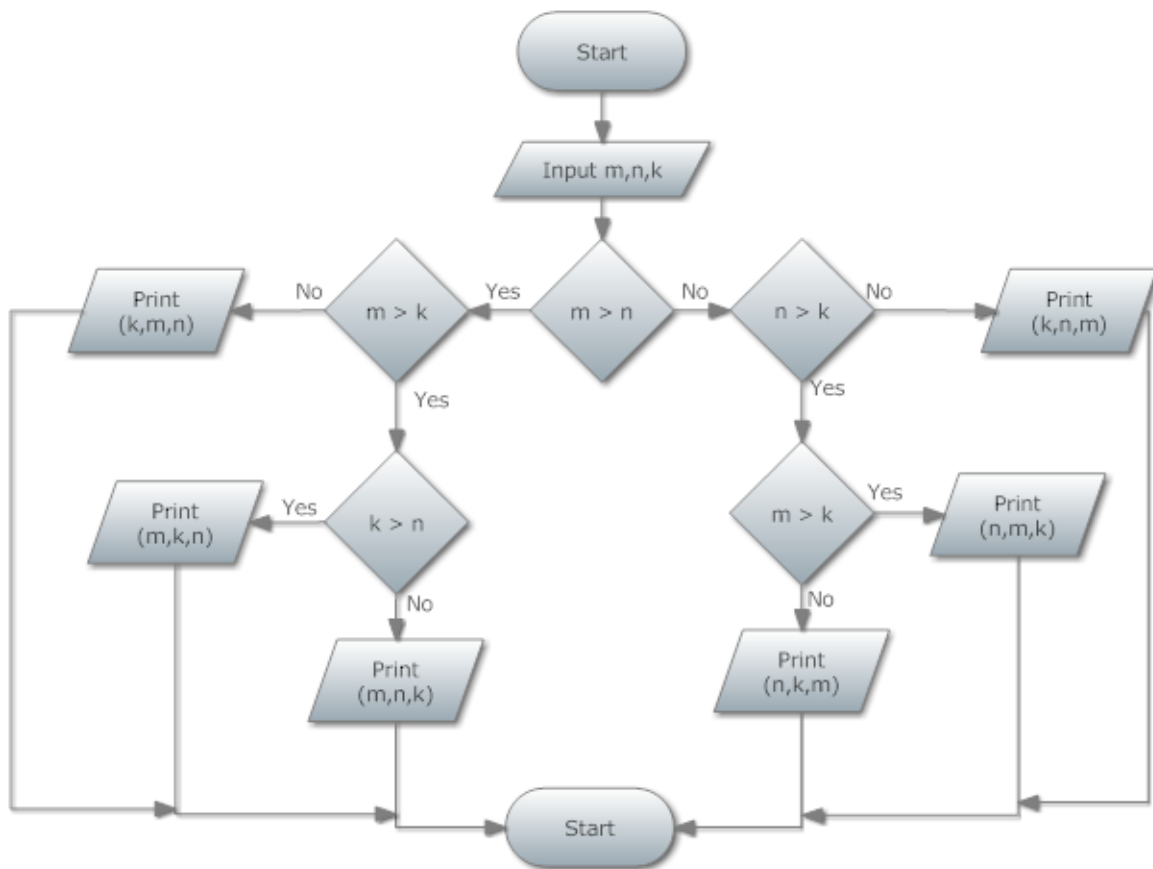 Start
Input m,n,k
No
Yes
No
No
Print
(k,m,n)
m > k
m > n
n > k
Print
(k,n,m)
Yes
Yes
Print
(m,k,n)
Yes
k > n
m > k
Yes
Print
(n,m,k)
No
No
Print
(m,n,k)
Print
(n,k,m)
Start